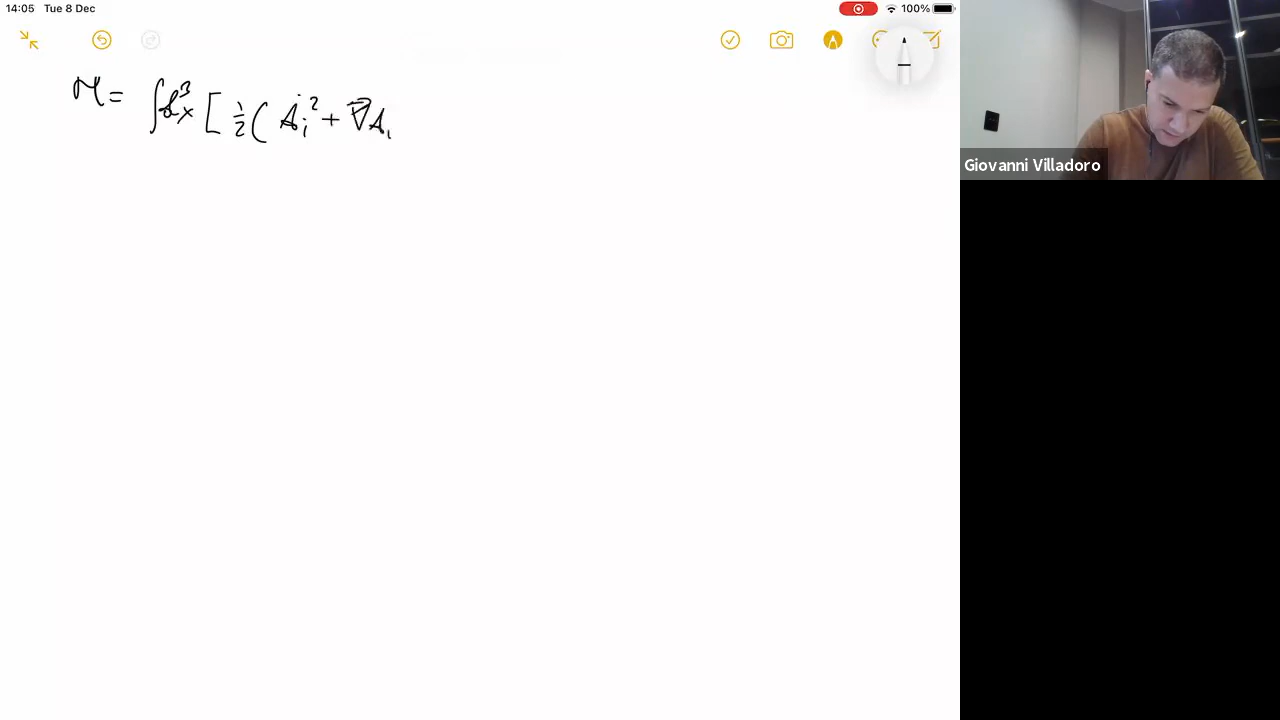 14:05 Tue 8 Dec 100%
H = ∫d³x [ ½ ( Ȧᵢ² + ∇⃗Aᵢ
Giovanni Villadoro